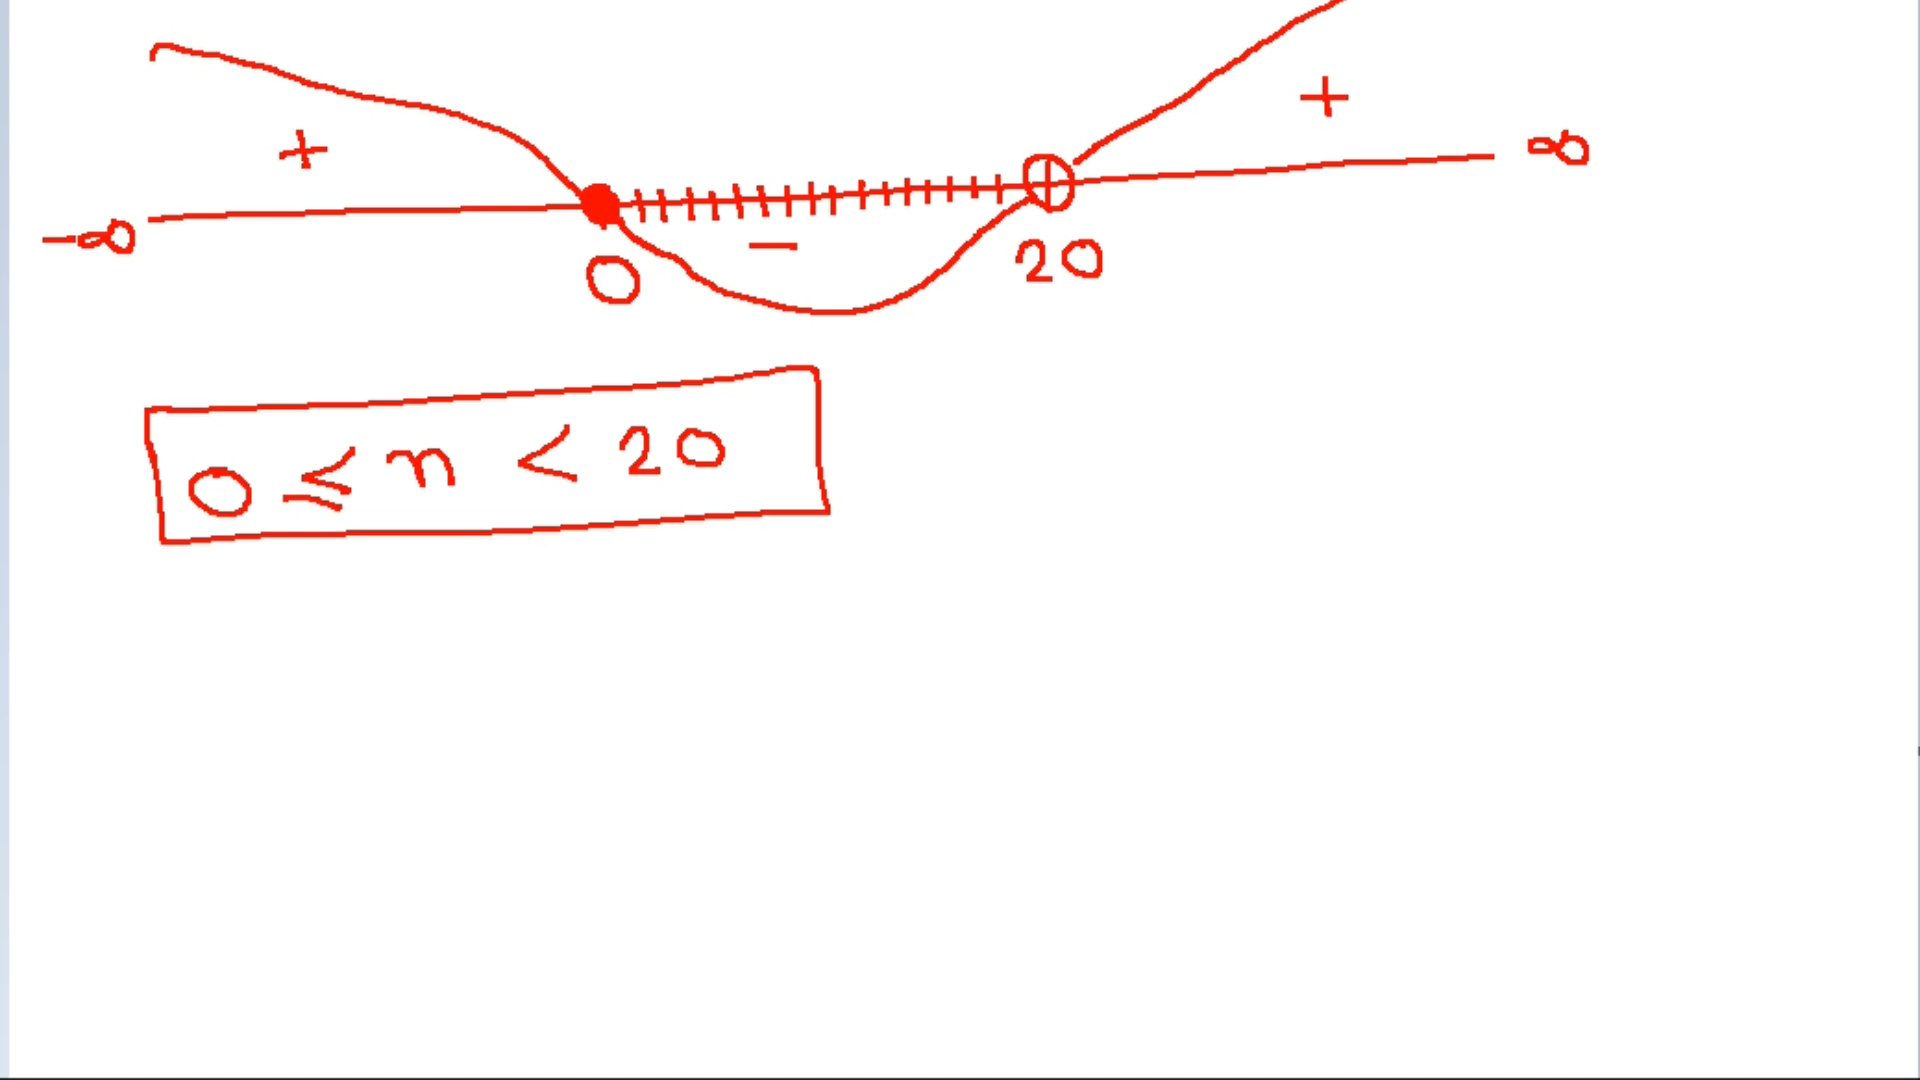 + +
-∞ ∞
0 - 20
0 ≤ n < 20